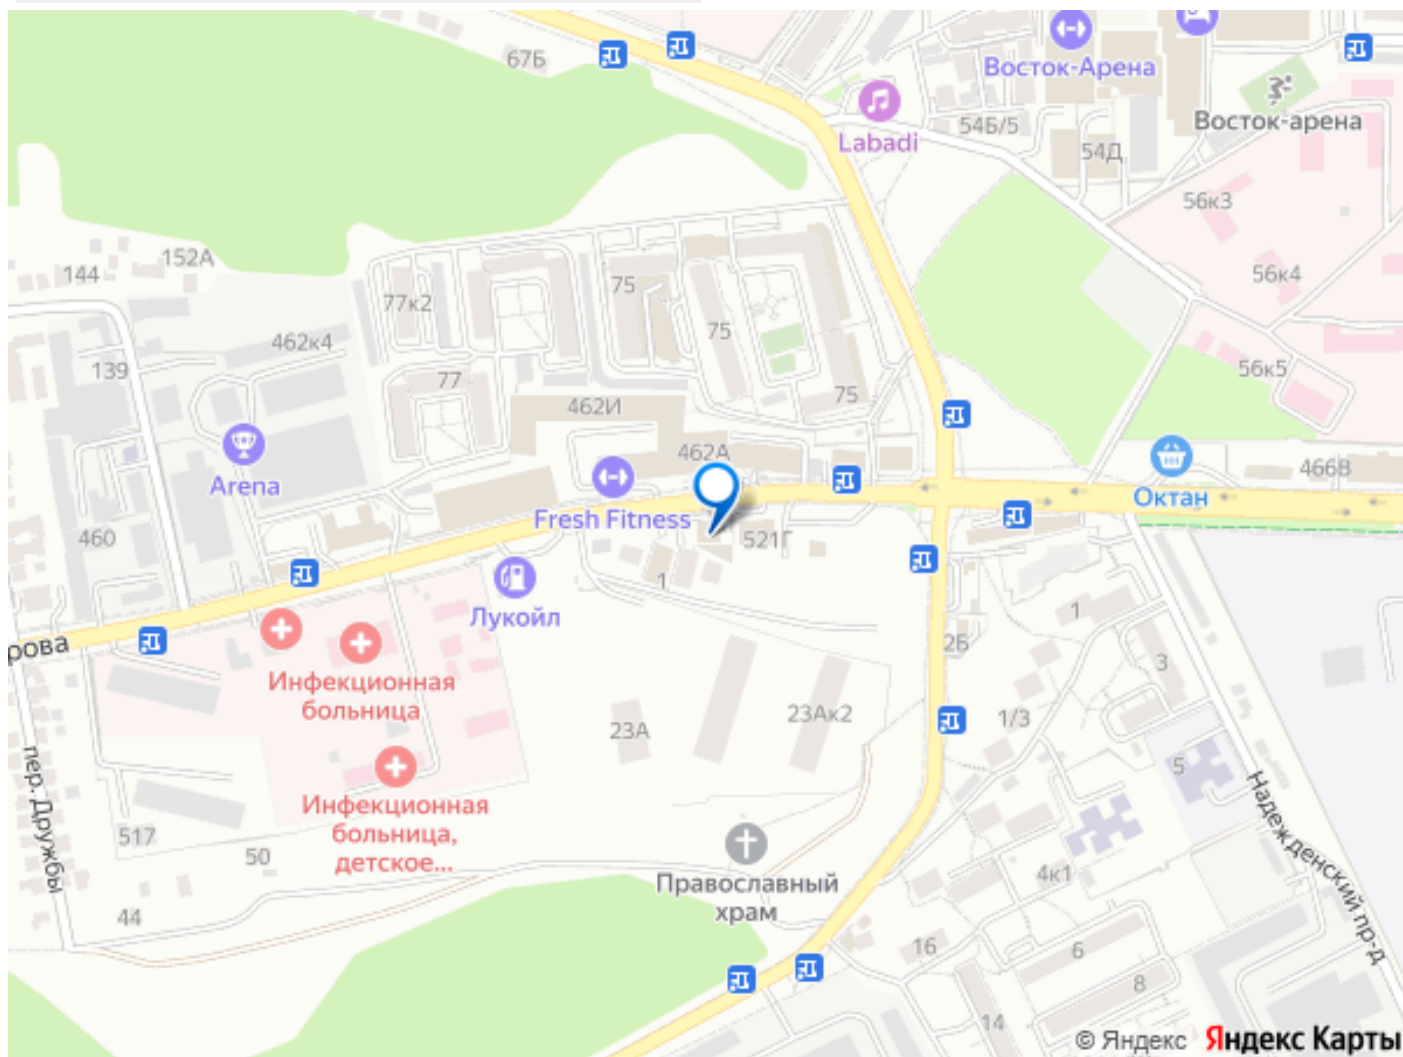 67Б
Восток-Арена
Labadi
54Б/5
Восток-арена
54Д
56к3
152А
144
56к4
75
77к2
75
462к4
139
56к5
77
75
462И
462А
466В
Arena
Fresh Fitness
Октан
460
521Г
1
Лукойл
1
рова
2Б
3
Инфекционная
больница
23А
23Ак2
1/3
5
пер. Дружбы
Надежденский пр-д
Инфекционная
больница,
детское...
517
50
4к1
Православный
храм
44
16
6
8
14
© Яндекс Яндекс Карты